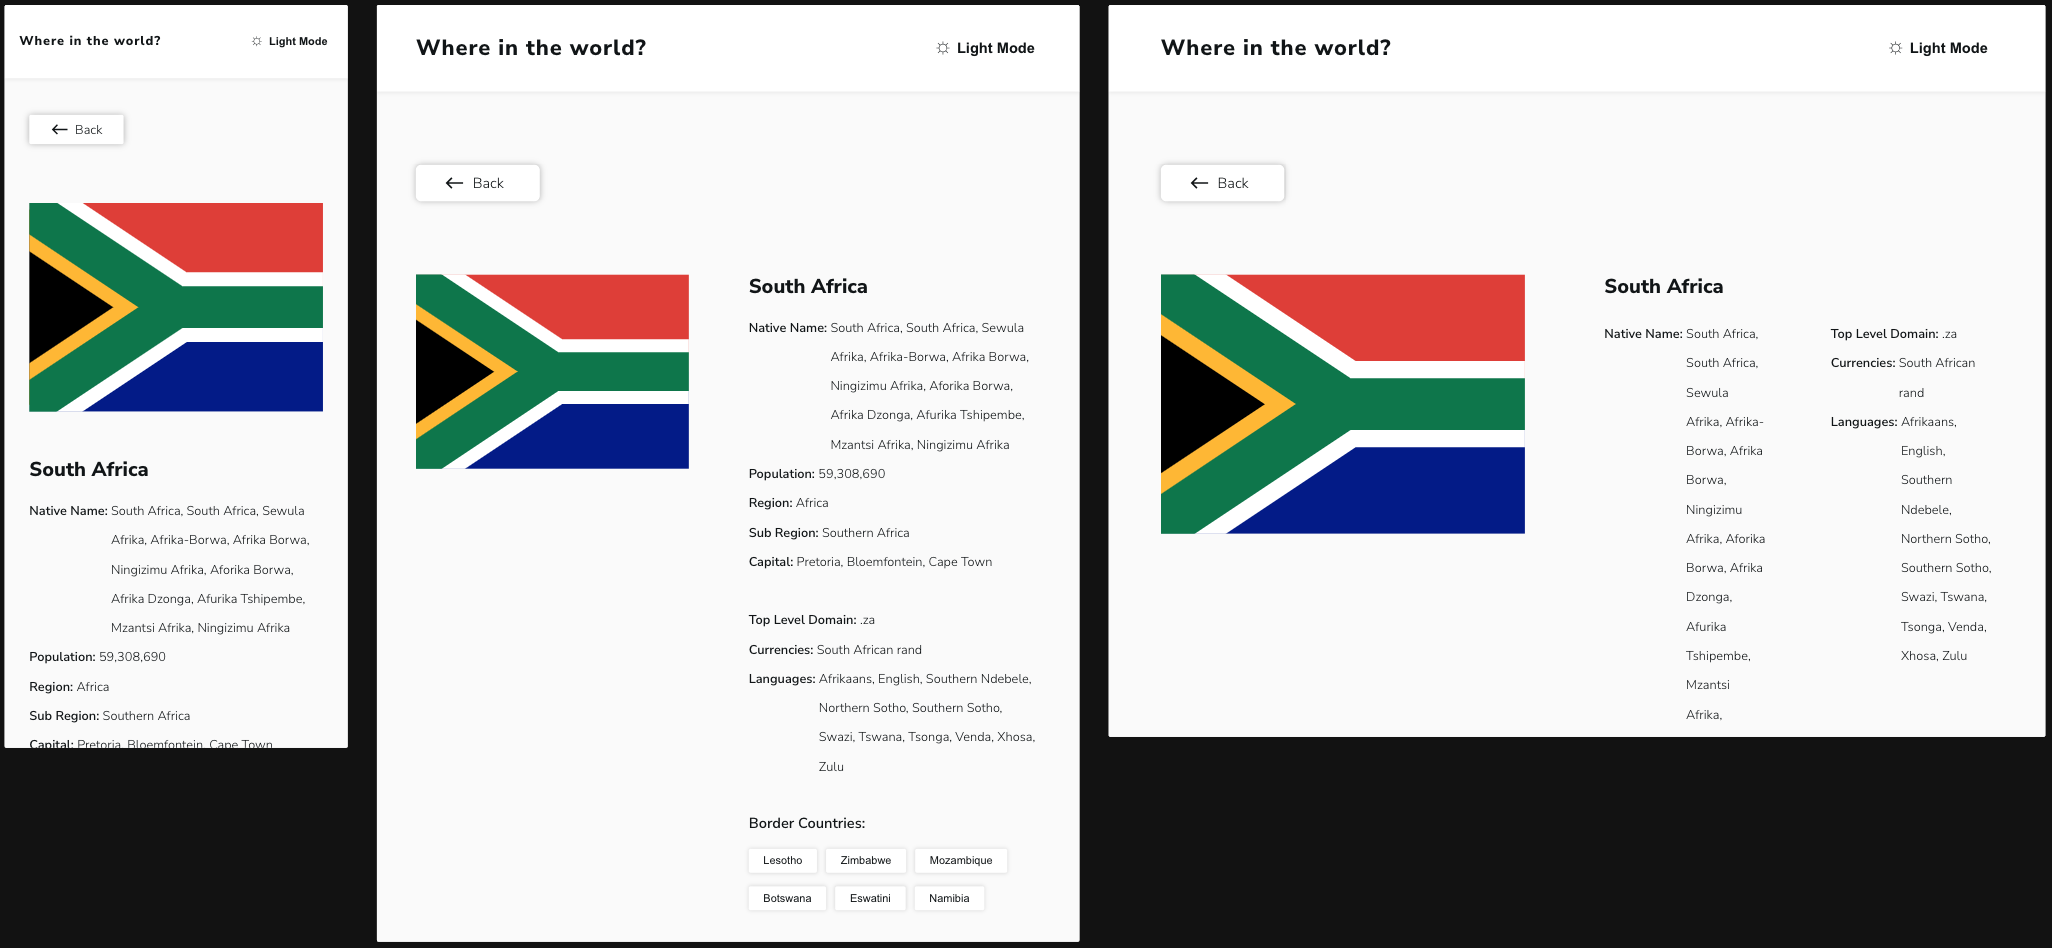 Where in the world?
Light Mode
Back
South Africa
Native Name: South Africa, South Africa, Sewula
Afrika, Afrika-Borwa, Afrika Borwa,
Ningizimu Afrika, Aforika Borwa,
Afrika Dzonga, Afurika Tshipembe,
Mzantsi Afrika, Ningizimu Afrika
Population: 59,308,690
Region: Africa
Sub Region: Southern Africa
Capital: Pretoria, Bloemfontein, Cape Town
Where in the world?
Light Mode
Back
South Africa
Native Name: South Africa, South Africa, Sewula
Afrika, Afrika-Borwa, Afrika Borwa,
Ningizimu Afrika, Aforika Borwa,
Afrika Dzonga, Afurika Tshipembe,
Mzantsi Afrika, Ningizimu Afrika
Population: 59,308,690
Region: Africa
Sub Region: Southern Africa
Capital: Pretoria, Bloemfontein, Cape Town
Top Level Domain: .za
Currencies: South African rand
Languages: Afrikaans, English, Southern Ndebele,
Northern Sotho, Southern Sotho,
Swazi, Tswana, Tsonga, Venda, Xhosa,
Zulu
Border Countries:
Lesotho
Zimbabwe
Mozambique
Botswana
Eswatini
Namibia
Where in the world?
Light Mode
Back
South Africa
Native Name: South Africa,
South Africa,
Sewula
Afrika, Afrika-
Borwa, Afrika
Borwa,
Ningizimu
Afrika, Aforika
Borwa, Afrika
Dzonga,
Afurika
Tshipembe,
Mzantsi
Afrika,
Top Level Domain: .za
Currencies: South African
rand
Languages: Afrikaans,
English,
Southern
Ndebele,
Northern Sotho,
Southern Sotho,
Swazi, Tswana,
Tsonga, Venda,
Xhosa, Zulu